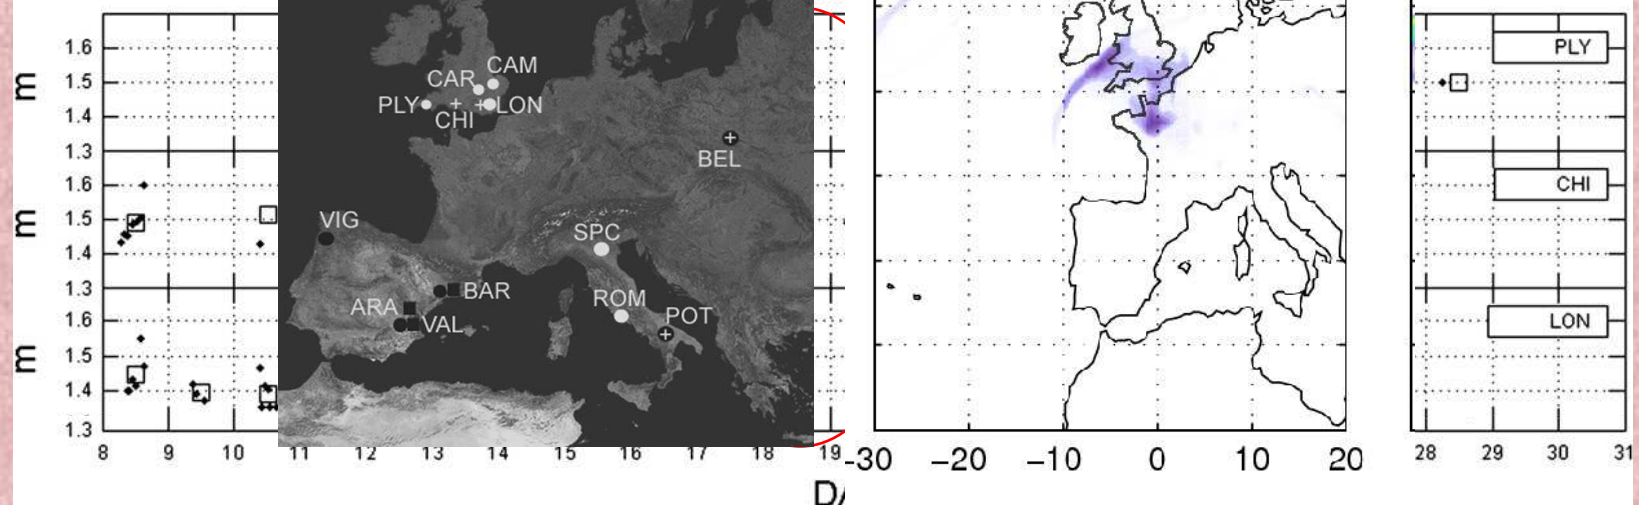 1.6
m
1.5
1.4
1.3
1.6
m
1.5
1.4
1.3
1.6
m
1.5
1.4
1.3
8 9 10 11 12 13 14 15 16 17 18 19
CAR CAM
PLY LON
CHI
BEL
VIG
SPC
BAR
ARA
ROM
VAL
POT
-30 -20 -10 0 10 20
PLY
CHI
LON
28 29 30 31